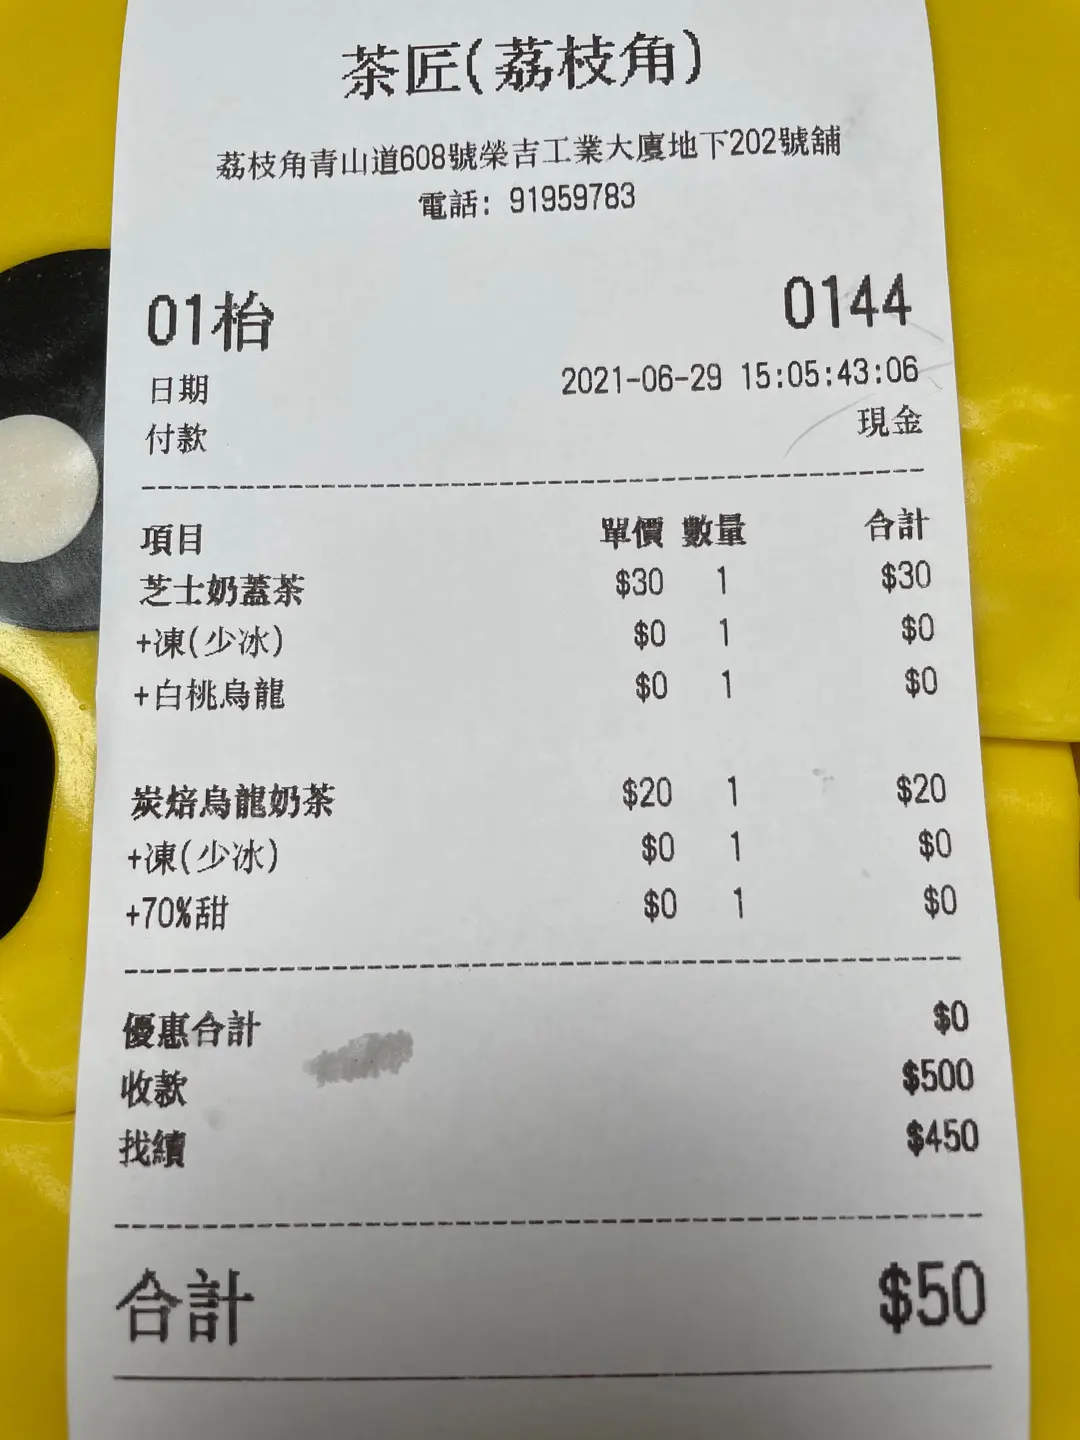 茶匠(荔枝角)
荔枝角青山道608號榮吉工業大廈地下202號舖
電話: 91959783
01枱 0144
日期 2021-06-29 15:05:43:06
付款 現金
項目 單價 數量 合計
芝士奶蓋茶 $30 1 $30
+凍(少冰) $0 1 $0
+白桃烏龍 $0 1 $0
炭焙烏龍奶茶 $20 1 $20
+凍(少冰) $0 1 $0
+70%甜 $0 1 $0
優惠合計 $0
收款 $500
找續 $450
合計 $50